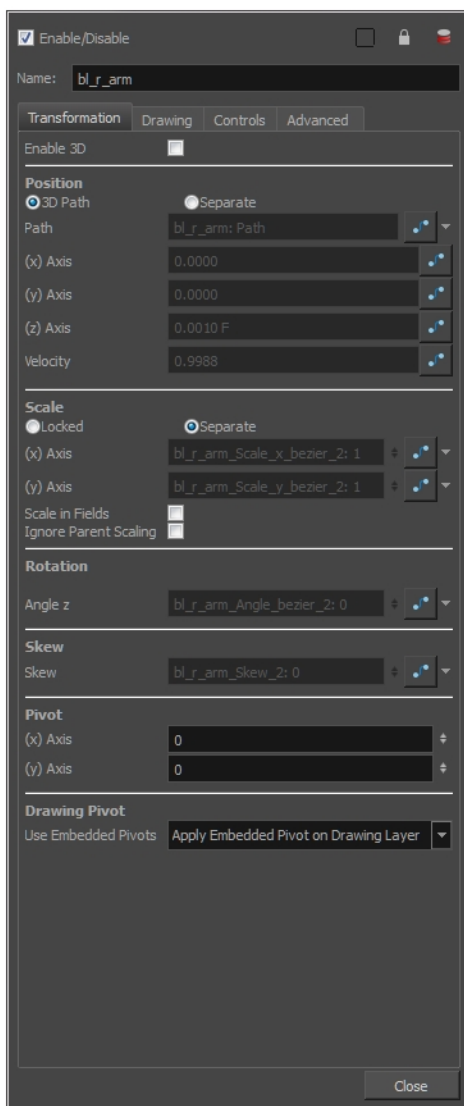 Enable/Disable
Name: bl_r_arm
Transformation Drawing Controls Advanced
Enable 3D
Position
3D Path Separate
Path bl_r_arm: Path
(x) Axis 0.0000
(y) Axis 0.0000
(z) Axis 0.0010 F
Velocity 0.9988
Scale
Locked Separate
(x) Axis bl_r_arm_Scale_x_bezier_2: 1
(y) Axis bl_r_arm_Scale_y_bezier_2: 1
Scale in Fields
Ignore Parent Scaling
Rotation
Angle z bl_r_arm_Angle_bezier_2: 0
Skew
Skew bl_r_arm_Skew_2: 0
Pivot
(x) Axis 0
(y) Axis 0
Drawing Pivot
Use Embedded Pivots Apply Embedded Pivot on Drawing Layer
Close